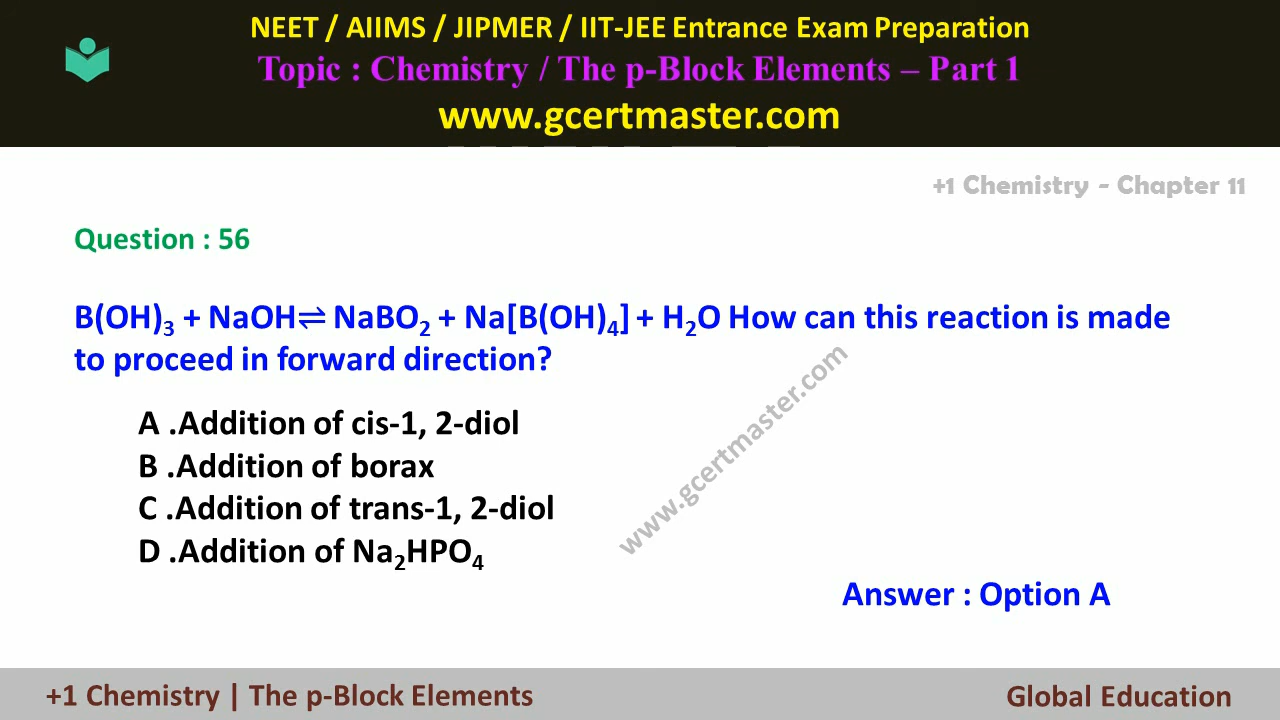 NEET / AIIMS / JIPMER / IIT-JEE Entrance Exam Preparation
Topic : Chemistry / The p-Block Elements – Part 1
www.gcertmaster.com
+1 Chemistry - Chapter 11
Question : 56
B(OH)₃ + NaOH⇌ NaBO₂ + Na[B(OH)₄] + H₂O How can this reaction is made
to proceed in forward direction?
A .Addition of cis-1, 2-diol
B .Addition of borax
C .Addition of trans-1, 2-diol
D .Addition of Na₂HPO₄
www.gcertmaster.com
Answer : Option A
+1 Chemistry | The p-Block Elements
Global Education